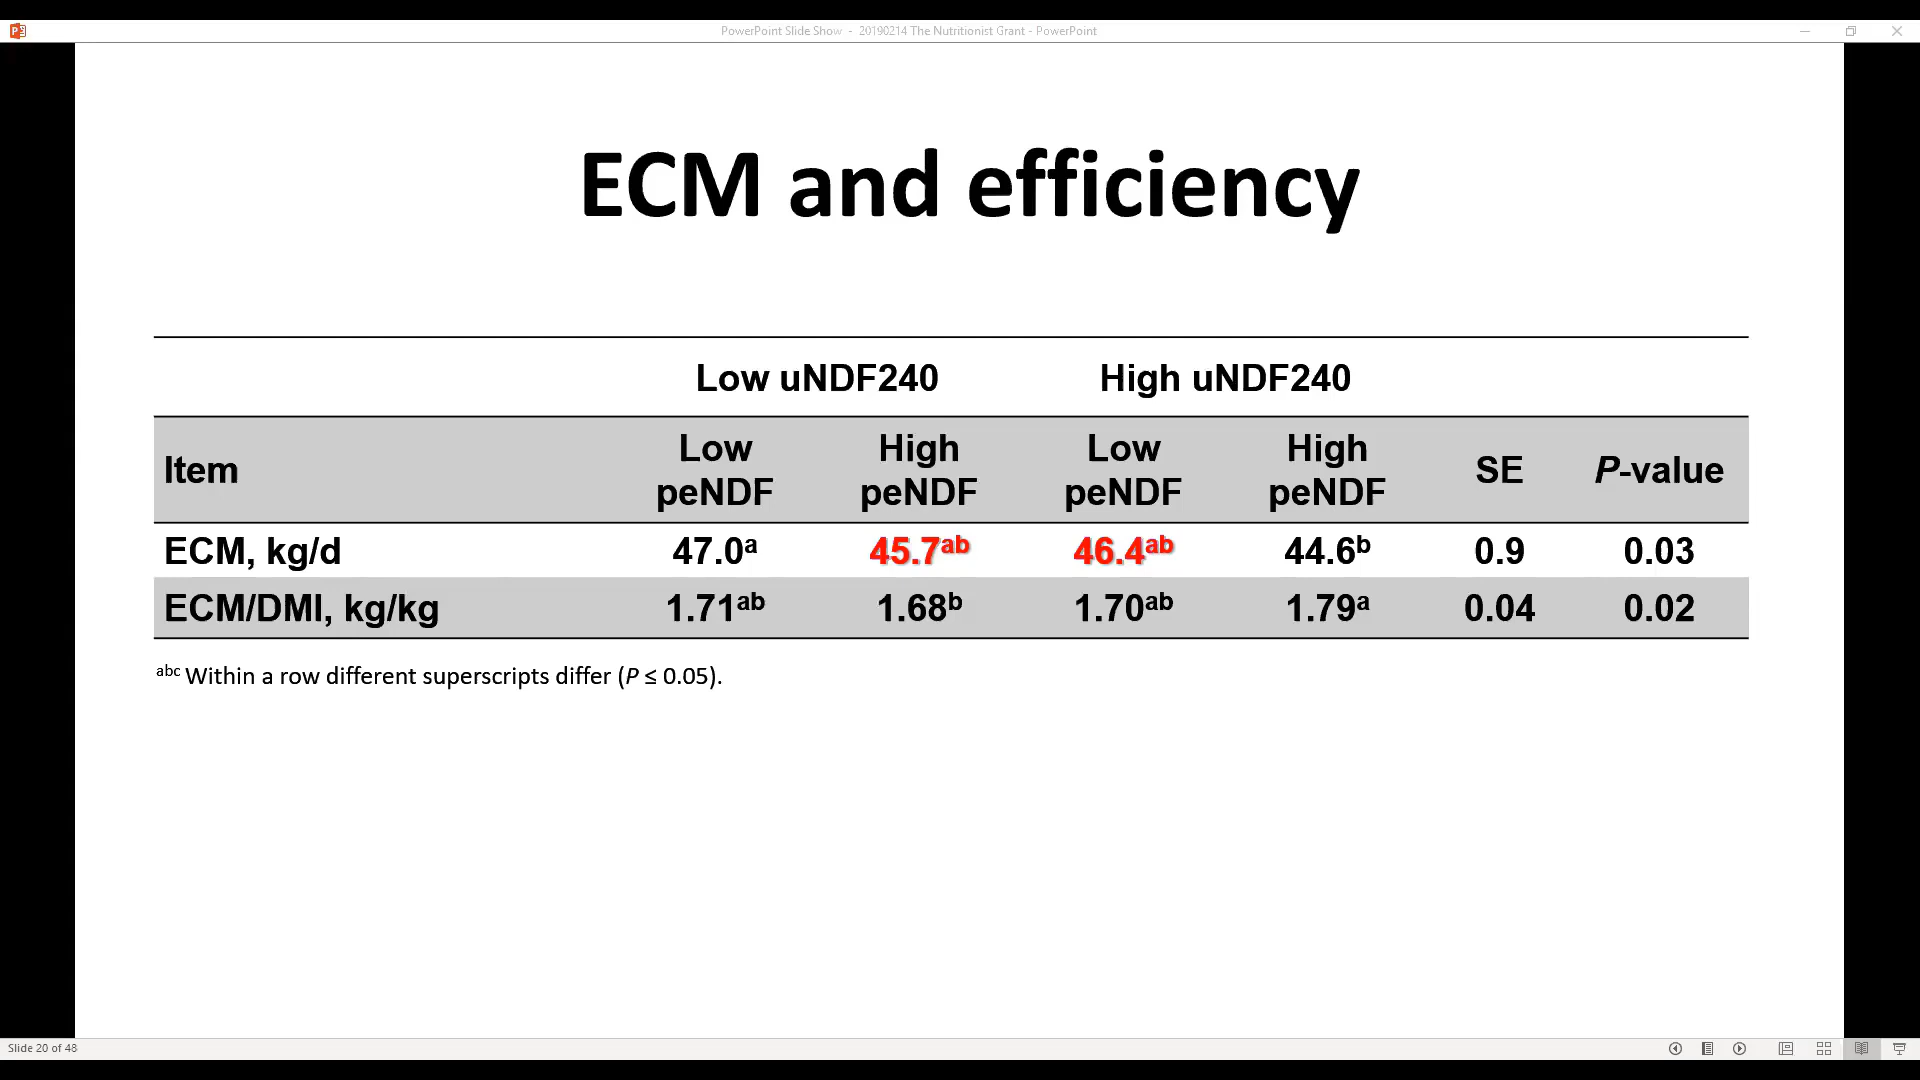 PowerPoint Slide Show - 20190214 The Nutritionist Grant - PowerPoint
ECM and efficiency
Low uNDF240 High uNDF240
Item Low peNDF High peNDF Low peNDF High peNDF SE P-value
ECM, kg/d 47.0a 45.7ab 46.4ab 44.6b 0.9 0.03
ECM/DMI, kg/kg 1.71ab 1.68b 1.70ab 1.79a 0.04 0.02
abc Within a row different superscripts differ (P ≤ 0.05).
Slide 20 of 48